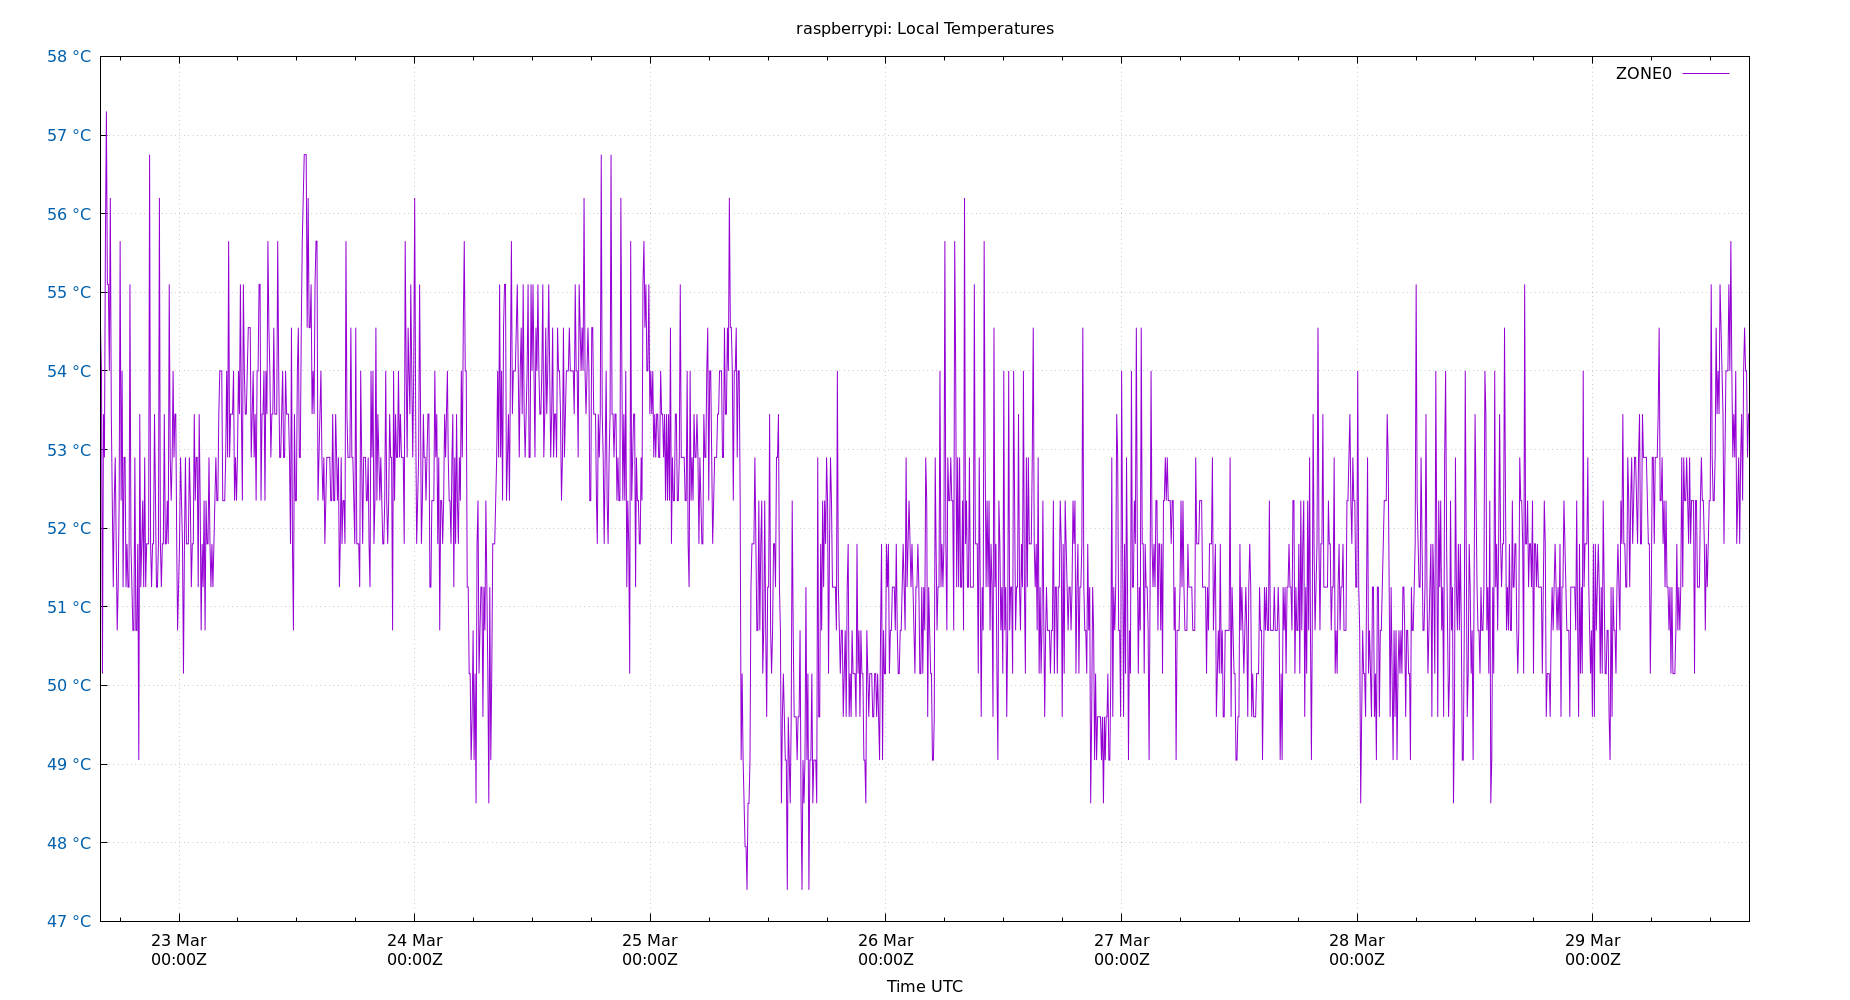 raspberrypi: Local Temperatures
58 °C
ZONE0
57 °C
56 °C
55 °C
54 °C
53 °C
52 °C
51 °C
50 °C
49 °C
48 °C
47 °C
23 Mar 24 Mar 25 Mar 26 Mar 27 Mar 28 Mar 29 Mar
00:00Z 00:00Z 00:00Z 00:00Z 00:00Z 00:00Z 00:00Z
Time UTC